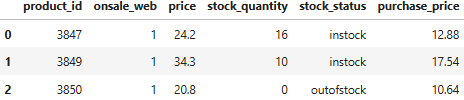 product_id onsale_web price stock_quantity stock_status purchase_price
0 3847 1 24.2 16 instock 12.88
1 3849 1 34.3 10 instock 17.54
2 3850 1 20.8 0 outofstock 10.64